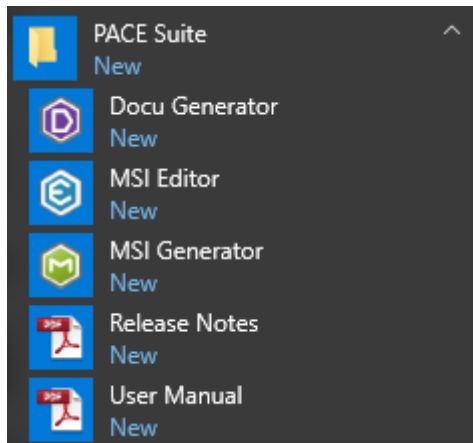 PACE Suite
New
Docu Generator
New
MSI Editor
New
MSI Generator
New
Release Notes
New
User Manual
New